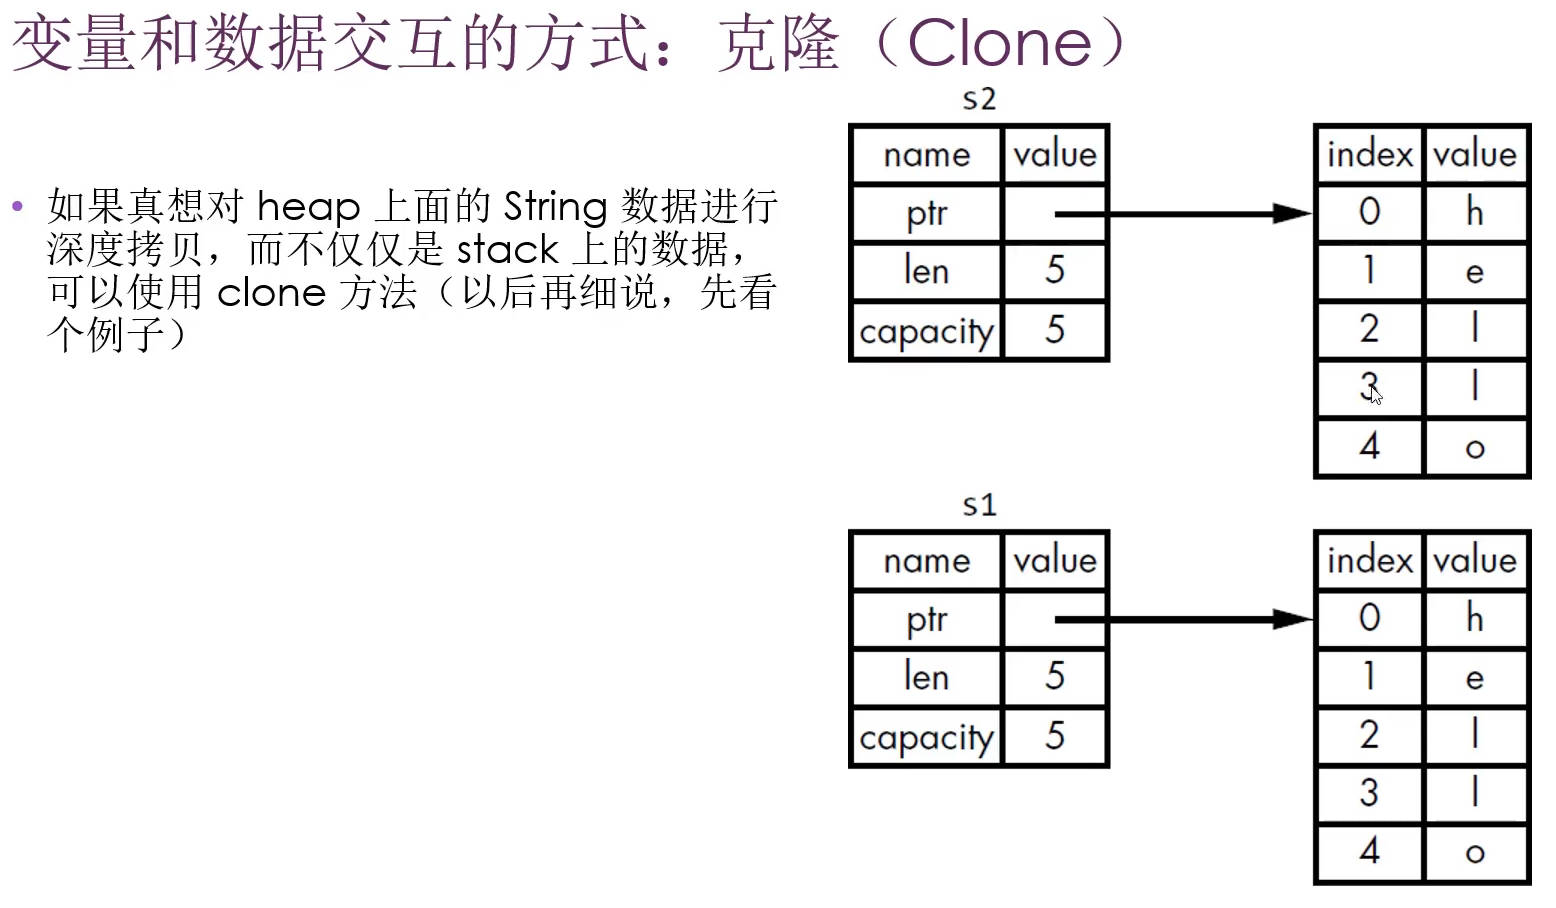 变量和数据交互的方式：克隆（Clone）
• 如果真想对 heap 上面的 String 数据进行
深度拷贝，而不仅仅是 stack 上的数据，
可以使用 clone 方法（以后再细说，先看
个例子）
s2
name value
ptr
len 5
capacity 5
index value
0 h
1 e
2 l
3 l
4 o
s1
name value
ptr
len 5
capacity 5
index value
0 h
1 e
2 l
3 l
4 o